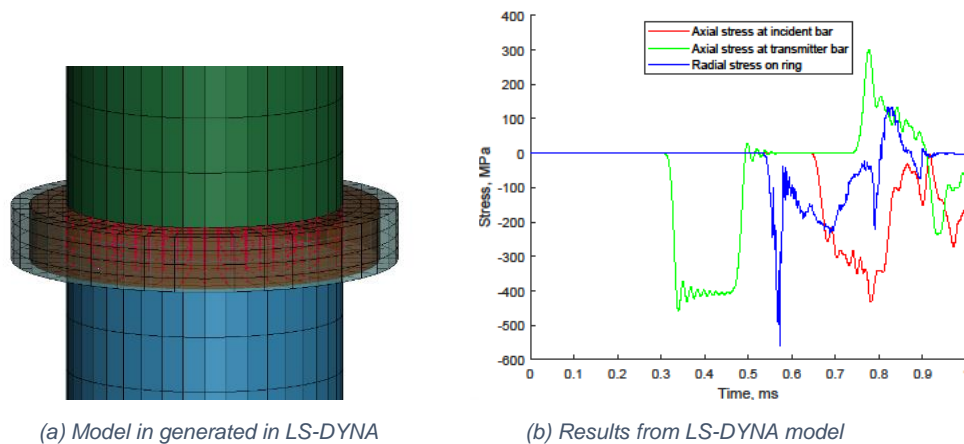 400
300
200
100
0
-100
-200
-300
-400
-500
-600
Stress, MPa
Axial stress at incident bar
Axial stress at transmitter bar
Radial stress on ring
0 0.1 0.2 0.3 0.4 0.5 0.6 0.7 0.8 0.9
Time, ms
(a) Model in generated in LS-DYNA
(b) Results from LS-DYNA model